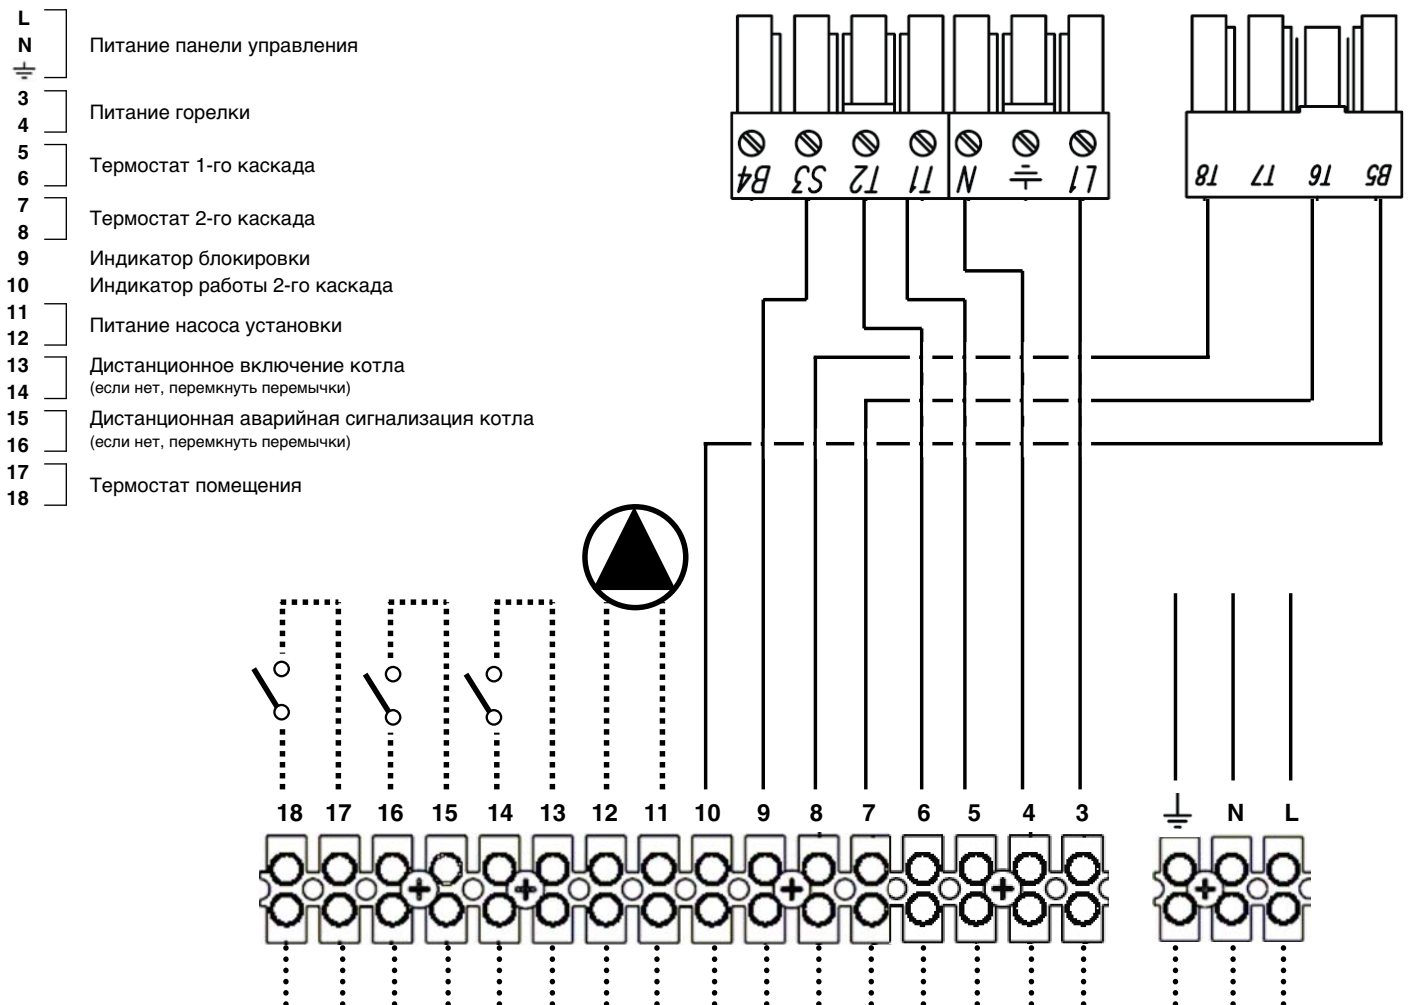 L
N
Питание панели управления
3
4
Питание горелки
5
6
Термостат 1-го каскада
7
8
Термостат 2-го каскада
9 Индикатор блокировки
10 Индикатор работы 2-го каскада
11
12
Питание насоса установки
13
14
Дистанционное включение котла
(если нет, перемкнуть перемычки)
15
16
Дистанционная аварийная сигнализация котла
(если нет, перемкнуть перемычки)
17
18
Термостат помещения
B4 S3 T2 T1 N L1
T8 T7 T6 B5
18 17 16 15 14 13 12 11 10 9 8 7 6 5 4 3
N L